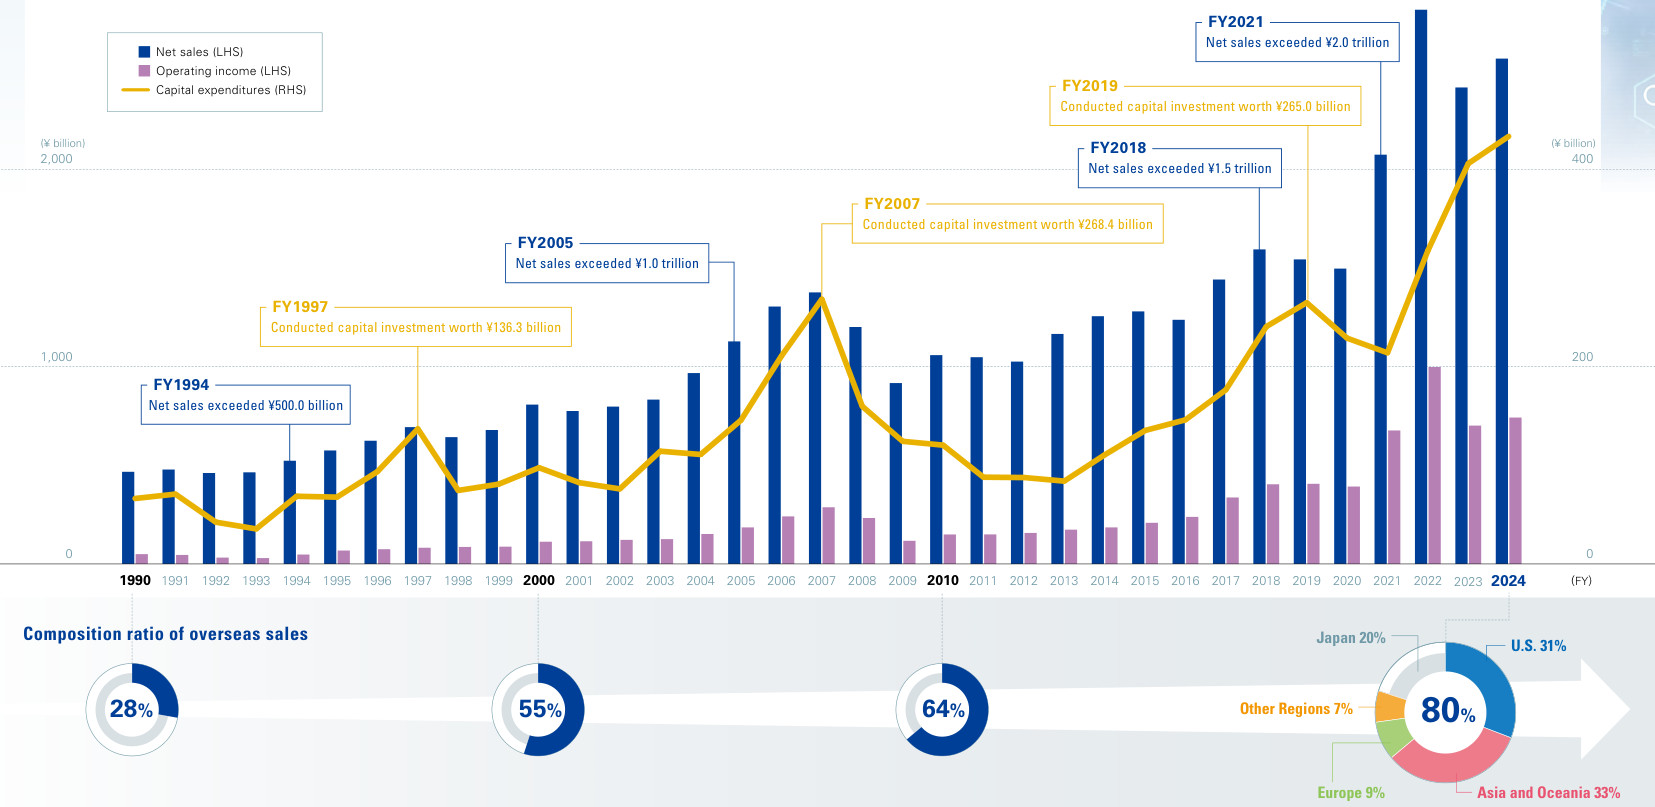 Net sales (LHS)
Operating income (LHS)
Capital expenditures (RHS)
FY2021
Net sales exceeded ¥2.0 trillion
FY2019
Conducted capital investment worth ¥265.0 billion
(¥ billion)
2,000
(¥ billion)
400
FY2018
Net sales exceeded ¥1.5 trillion
FY2007
Conducted capital investment worth ¥268.4 billion
FY2005
Net sales exceeded ¥1.0 trillion
FY1997
Conducted capital investment worth ¥136.3 billion
1,000
200
FY1994
Net sales exceeded ¥500.0 billion
0
0
1990 1991 1992 1993 1994 1995 1996 1997 1998 1999 2000 2001 2002 2003 2004 2005 2006 2007 2008 2009 2010 2011 2012 2013 2014 2015 2016 2017 2018 2019 2020 2021 2022 2023 2024 (FY)
Composition ratio of overseas sales
28%
55%
64%
80%
Japan 20%
U.S. 31%
Other Regions 7%
Europe 9%
Asia and Oceania 33%